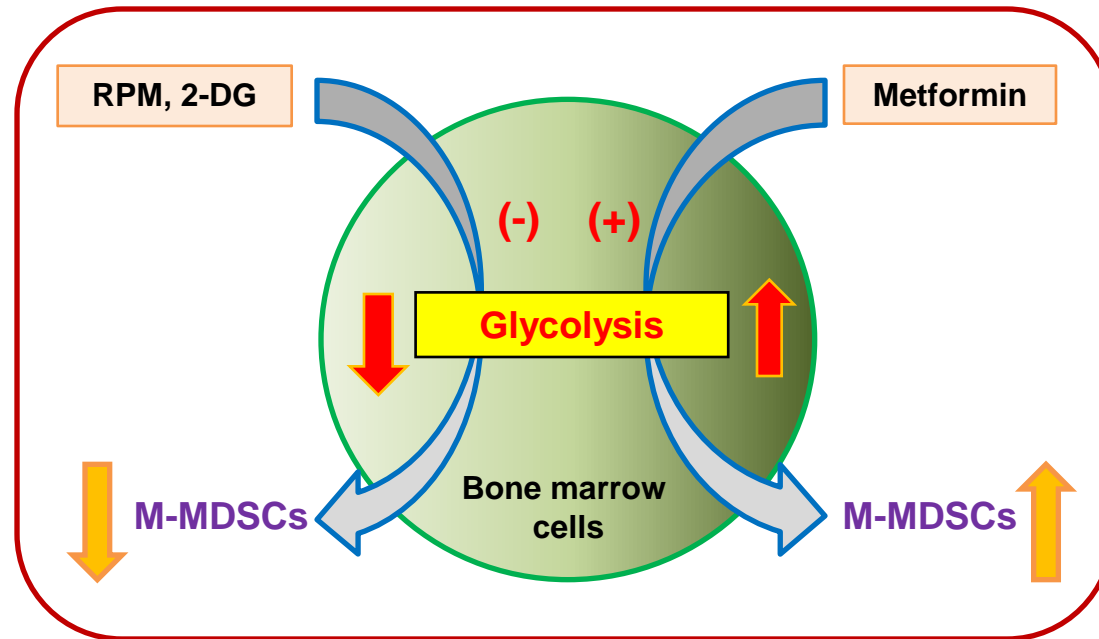 RPM, 2-DG
Metformin
(-) (+)
Glycolysis
M-MDSCs
Bone marrow
cells
M-MDSCs